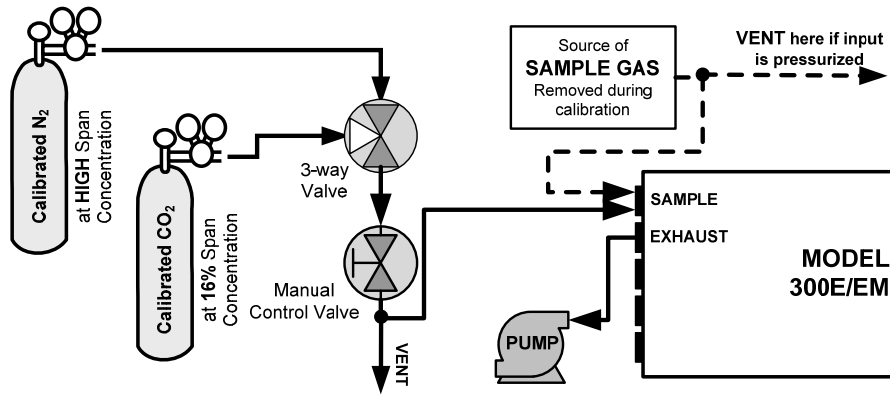 Calibrated N₂
at HIGH Span
Concentration
Calibrated CO₂
at 16% Span
Concentration
3-way
Valve
Manual
Control Valve
VENT
Source of
SAMPLE GAS
Removed during
calibration
VENT here if input
is pressurized
SAMPLE
EXHAUST
MODEL
300E/EM
PUMP